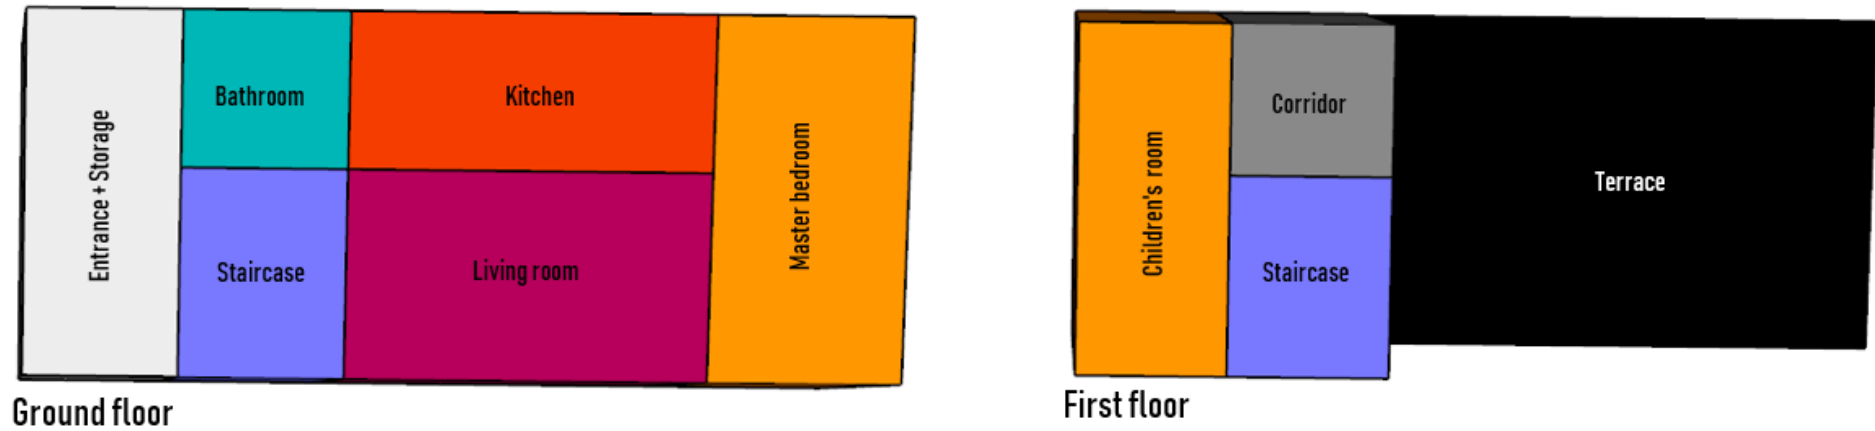 Entrance + Storage
Bathroom
Staircase
Kitchen
Living room
Master bedroom
Ground floor
Children's room
Corridor
Staircase
Terrace
First floor